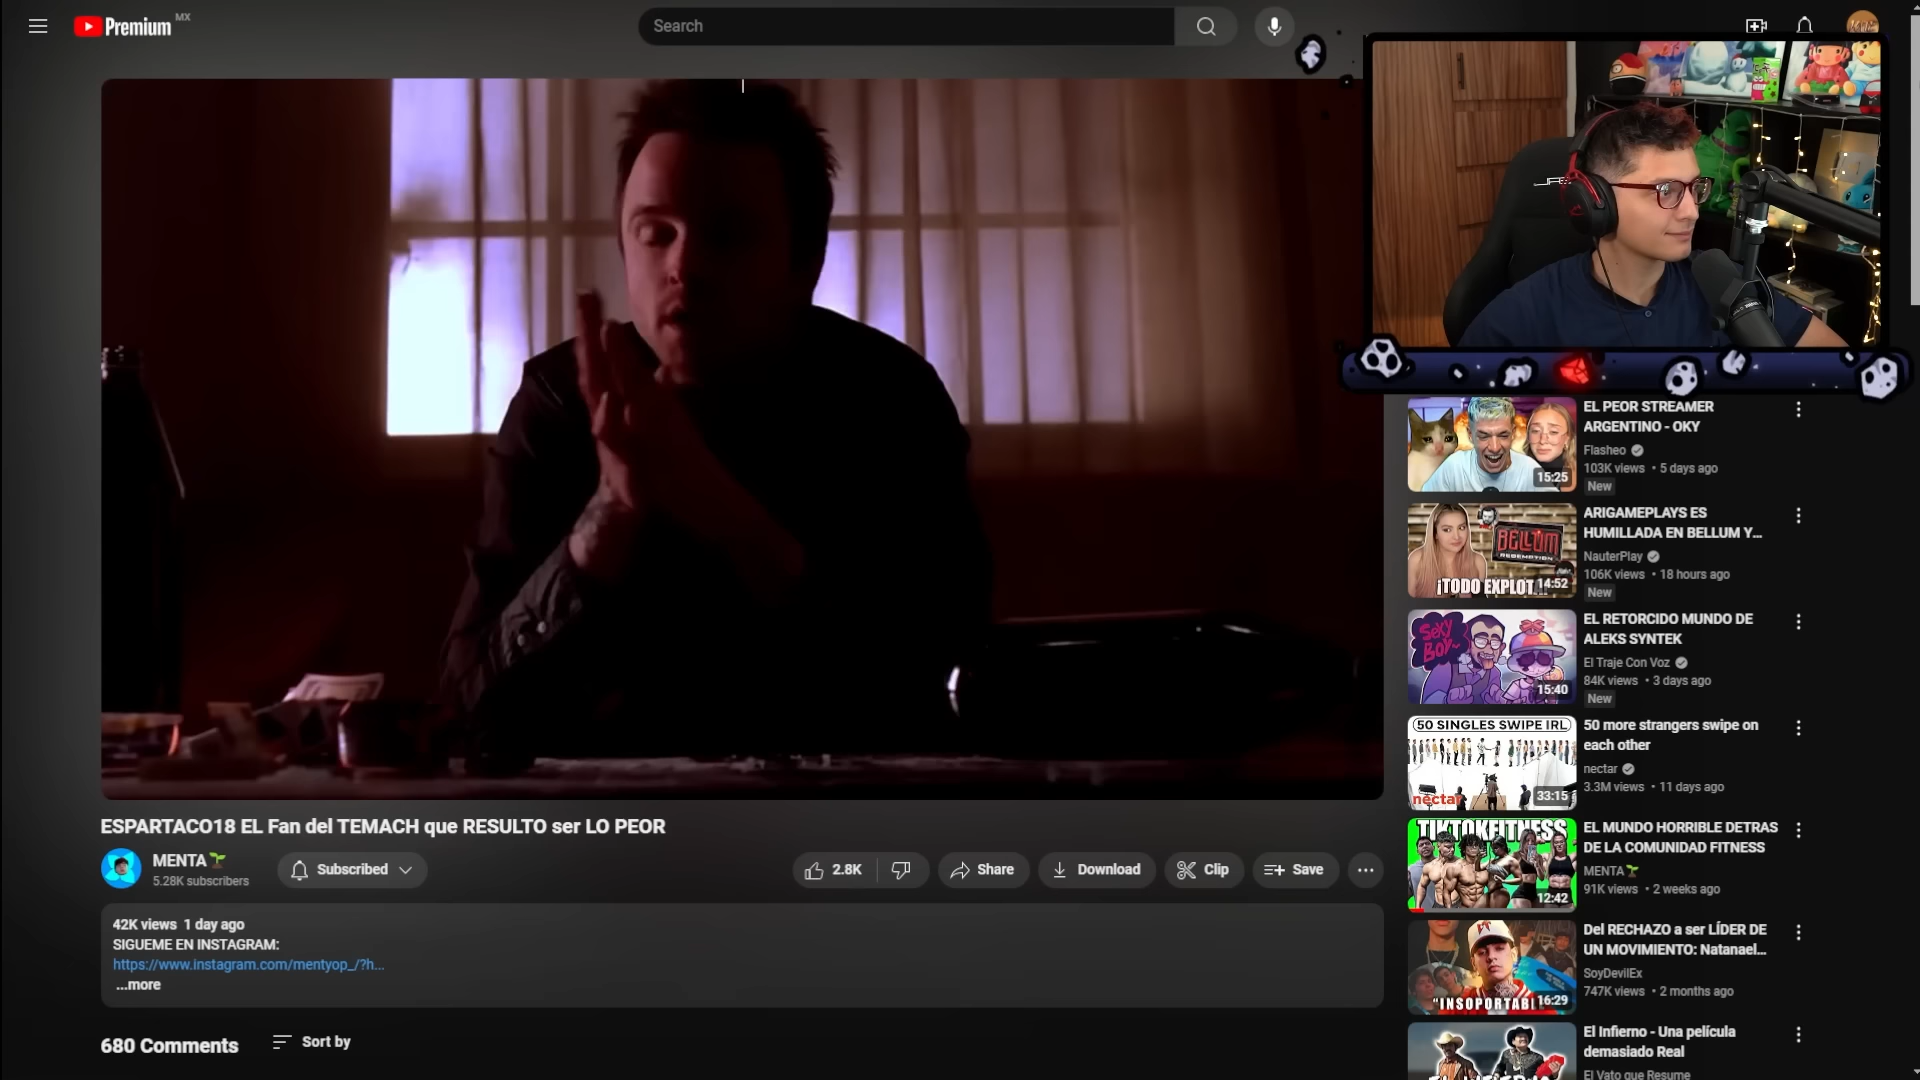 Premium MX
Search
ESPARTACO18 EL Fan del TEMACH que RESULTO ser LO PEOR
MENTA🌱
5.28K subscribers
Subscribed
2.8K
Share
Download
Clip
Save
42K views 1 day ago
SIGUEME EN INSTAGRAM:
https://www.instagram.com/mentyop_/?h...
...more
680 Comments
Sort by
15:25
EL PEOR STREAMER
ARGENTINO - OKY
Flasheo
103K views • 5 days ago
New
BELLUM
REDEMPTION
¡TODO EXPLOT...
14:52
ARIGAMEPLAYS ES
HUMILLADA EN BELLUM Y...
NauterPlay
106K views • 18 hours ago
New
SEXY
BOY~
15:40
EL RETORCIDO MUNDO DE
ALEKS SYNTEK
El Traje Con Voz
84K views • 3 days ago
New
50 SINGLES SWIPE IRL
nectar
33:15
50 more strangers swipe on
each other
nectar
3.3M views • 11 days ago
TIKTOKFITNESS
12:42
EL MUNDO HORRIBLE DETRAS
DE LA COMUNIDAD FITNESS
MENTA🌱
91K views • 2 weeks ago
"INSOPORTABL
16:29
Del RECHAZO a ser LÍDER DE
UN MOVIMIENTO: Natanael...
SoyDevilEx
747K views • 2 months ago
El Infierno - Una película
demasiado Real
El Vato que Resume